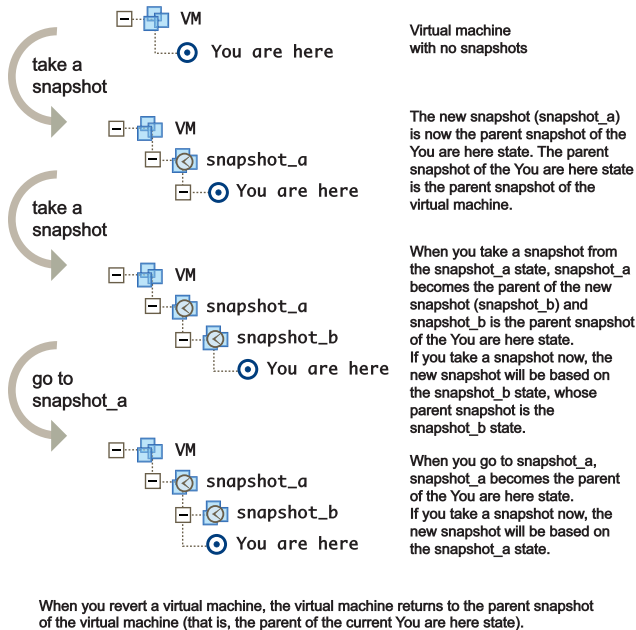 VM
You are here
Virtual machine
with no snapshots
take a
snapshot
VM
snapshot_a
You are here
The new snapshot (snapshot_a)
is now the parent snapshot of the
You are here state. The parent
snapshot of the You are here state
is the parent snapshot of the
virtual machine.
take a
snapshot
VM
snapshot_a
snapshot_b
You are here
When you take a snapshot from
the snapshot_a state, snapshot_a
becomes the parent of the new
snapshot (snapshot_b) and
snapshot_b is the parent snapshot
of the You are here state.
If you take a snapshot now, the
new snapshot will be based on
the snapshot_b state, whose
parent snapshot is the
snapshot_b state.
go to
snapshot_a
VM
snapshot_a
snapshot_b
You are here
When you go to snapshot_a,
snapshot_a becomes the parent
of the You are here state.
If you take a snapshot now, the
new snapshot will be based on
the snapshot_a state.
When you revert a virtual machine, the virtual machine returns to the parent snapshot
of the virtual machine (that is, the parent of the current You are here state).